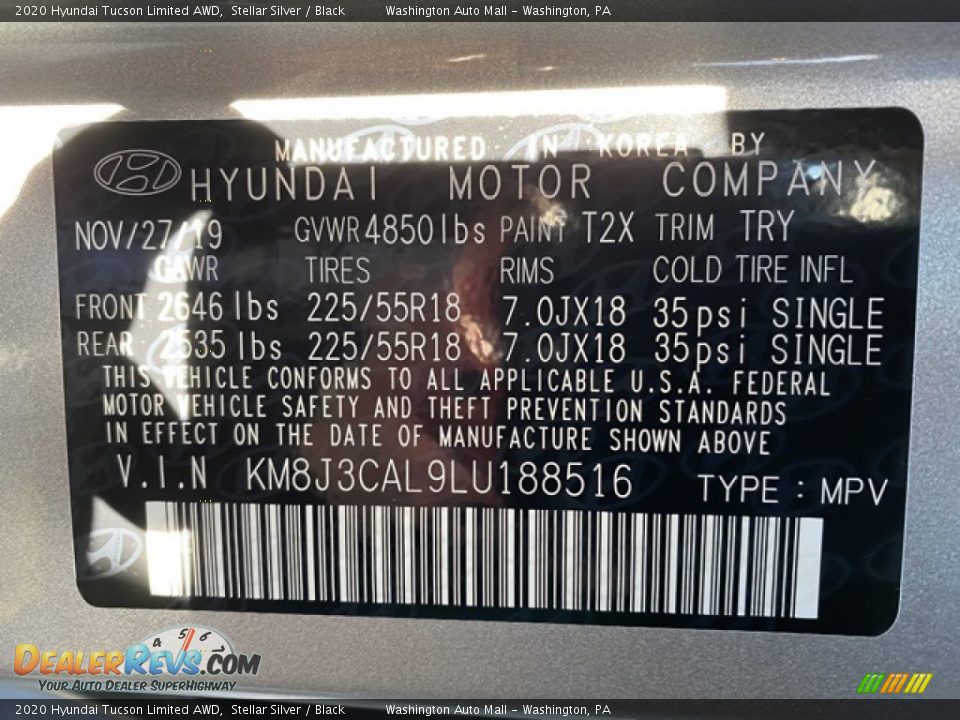 2020 Hyundai Tucson Limited AWD, Stellar Silver / Black Washington Auto Mall - Washington, PA
MANUFACTURED IN KOREA BY
HYUNDAI MOTOR COMPANY
NOV/27/19 GVWR 4850lbs PAINT T2X TRIM TRY
GAWR TIRES RIMS COLD TIRE INFL
FRONT 2646 lbs 225/55R18 7.0JX18 35psi SINGLE
REAR 2535 lbs 225/55R18 7.0JX18 35psi SINGLE
THIS VEHICLE CONFORMS TO ALL APPLICABLE U.S.A. FEDERAL
MOTOR VEHICLE SAFETY AND THEFT PREVENTION STANDARDS
IN EFFECT ON THE DATE OF MANUFACTURE SHOWN ABOVE
V.I.N KM8J3CAL9LU188516 TYPE : MPV
4 5 6
DEALERREVS.COM
YOUR AUTO DEALER SUPERHIGHWAY
2020 Hyundai Tucson Limited AWD, Stellar Silver / Black Washington Auto Mall - Washington, PA